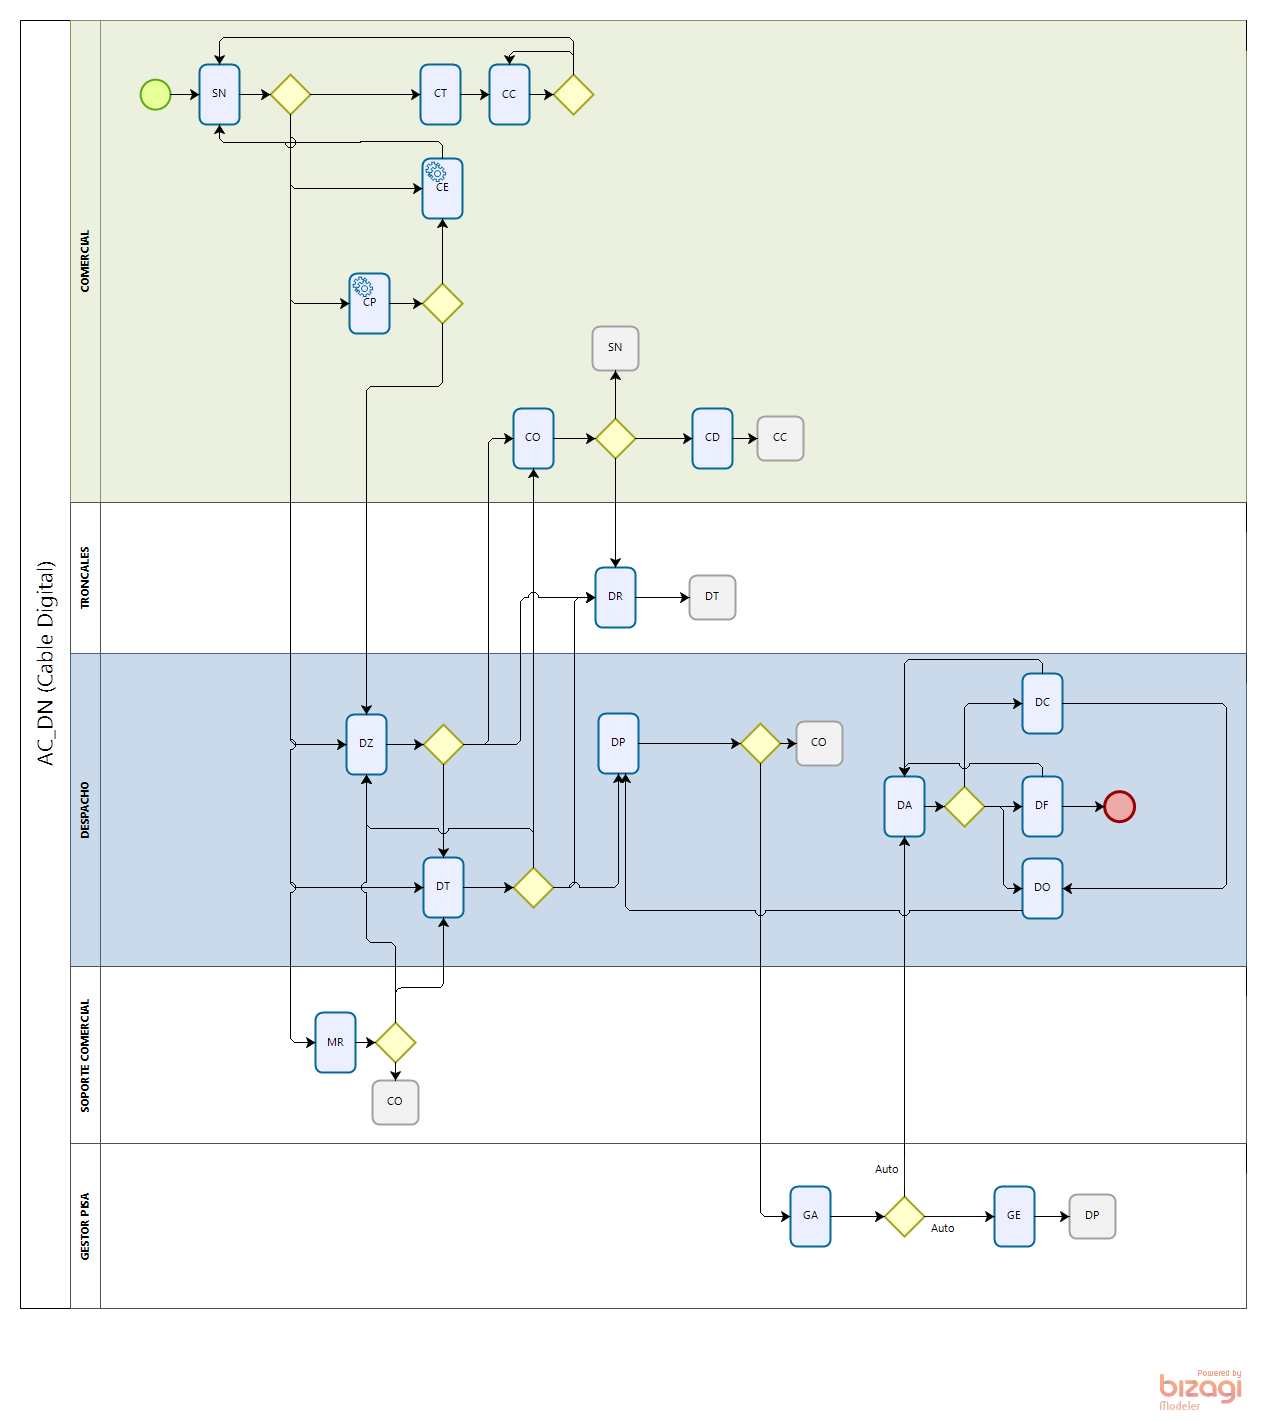 AC_DN (Cable Digital)
COMERCIAL
SN
CT
CC
CE
CP
SN
CO
CD
CC
TRONCALES
DR
DT
DESPACHO
DZ
DP
CO
DC
DA
DF
DT
DO
SOPORTE COMERCIAL
MR
CO
GESTOR PISA
Auto
GA
Auto
GE
DP
Powered by
bizagi
Modeler